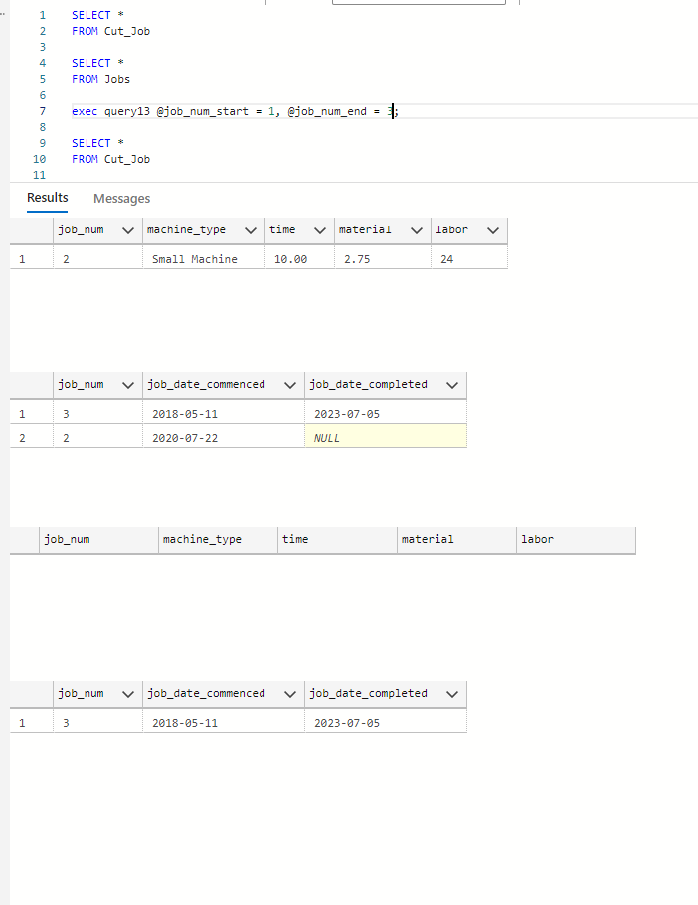 1 SELECT *
2 FROM Cut_Job
3
4 SELECT *
5 FROM Jobs
6
7 exec query13 @job_num_start = 1, @job_num_end = 3;
8
9 SELECT *
10 FROM Cut_Job
11
Results Messages
job_num machine_type time material labor
1 2 Small Machine 10.00 2.75 24
job_num job_date_commenced job_date_completed
1 3 2018-05-11 2023-07-05
2 2 2020-07-22 NULL
job_num machine_type time material labor
job_num job_date_commenced job_date_completed
1 3 2018-05-11 2023-07-05